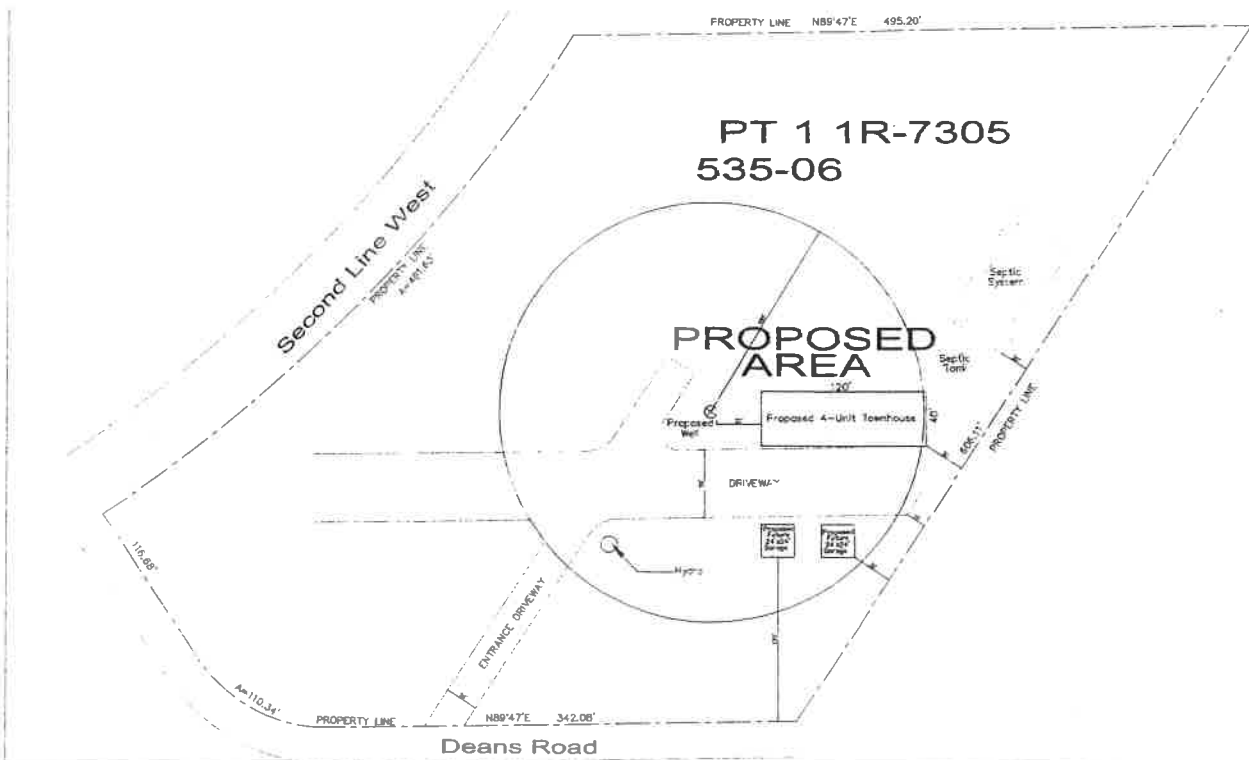 PROPERTY LINE N89°47'E 495.20'
PT 1 1R-7305
535-06
Second Line West
PROPERTY LINE
A=481.63'
Septic
System
PROPOSED
AREA
Septic
Tank
120'
Proposed
Well
Proposed 4-Unit Townhouse
40'
PROPERTY LINE
DRIVEWAY
116.68'
Hydro
ENTRANCE DRIVEWAY
A=110.34'
PROPERTY LINE N89°47'E 342.08'
Deans Road